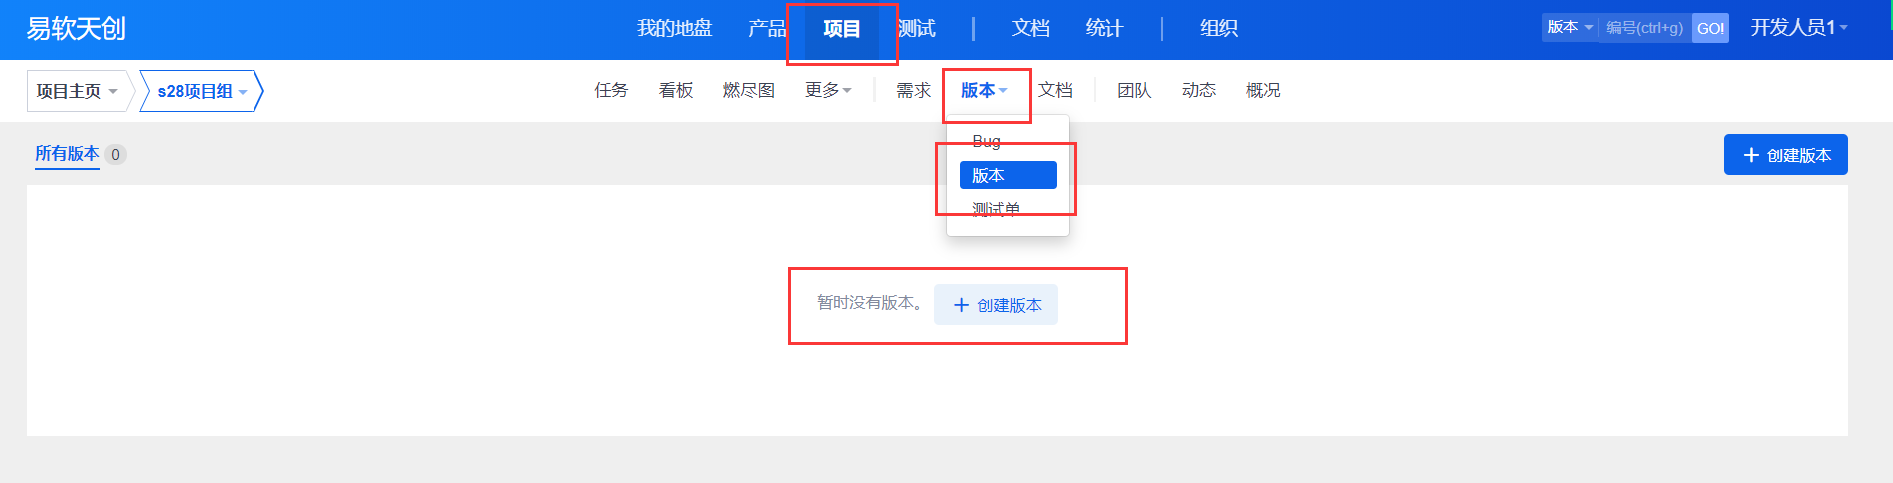 易软天创 我的地盘 产品 项目 测试 文档 统计 组织 版本 编号(ctrl+g) GO! 开发人员1
项目主页 s28项目组 任务 看板 燃尽图 更多 需求 版本 文档 团队 动态 概况
所有版本 0
Bug
版本
测试单
创建版本
暂时没有版本。 创建版本